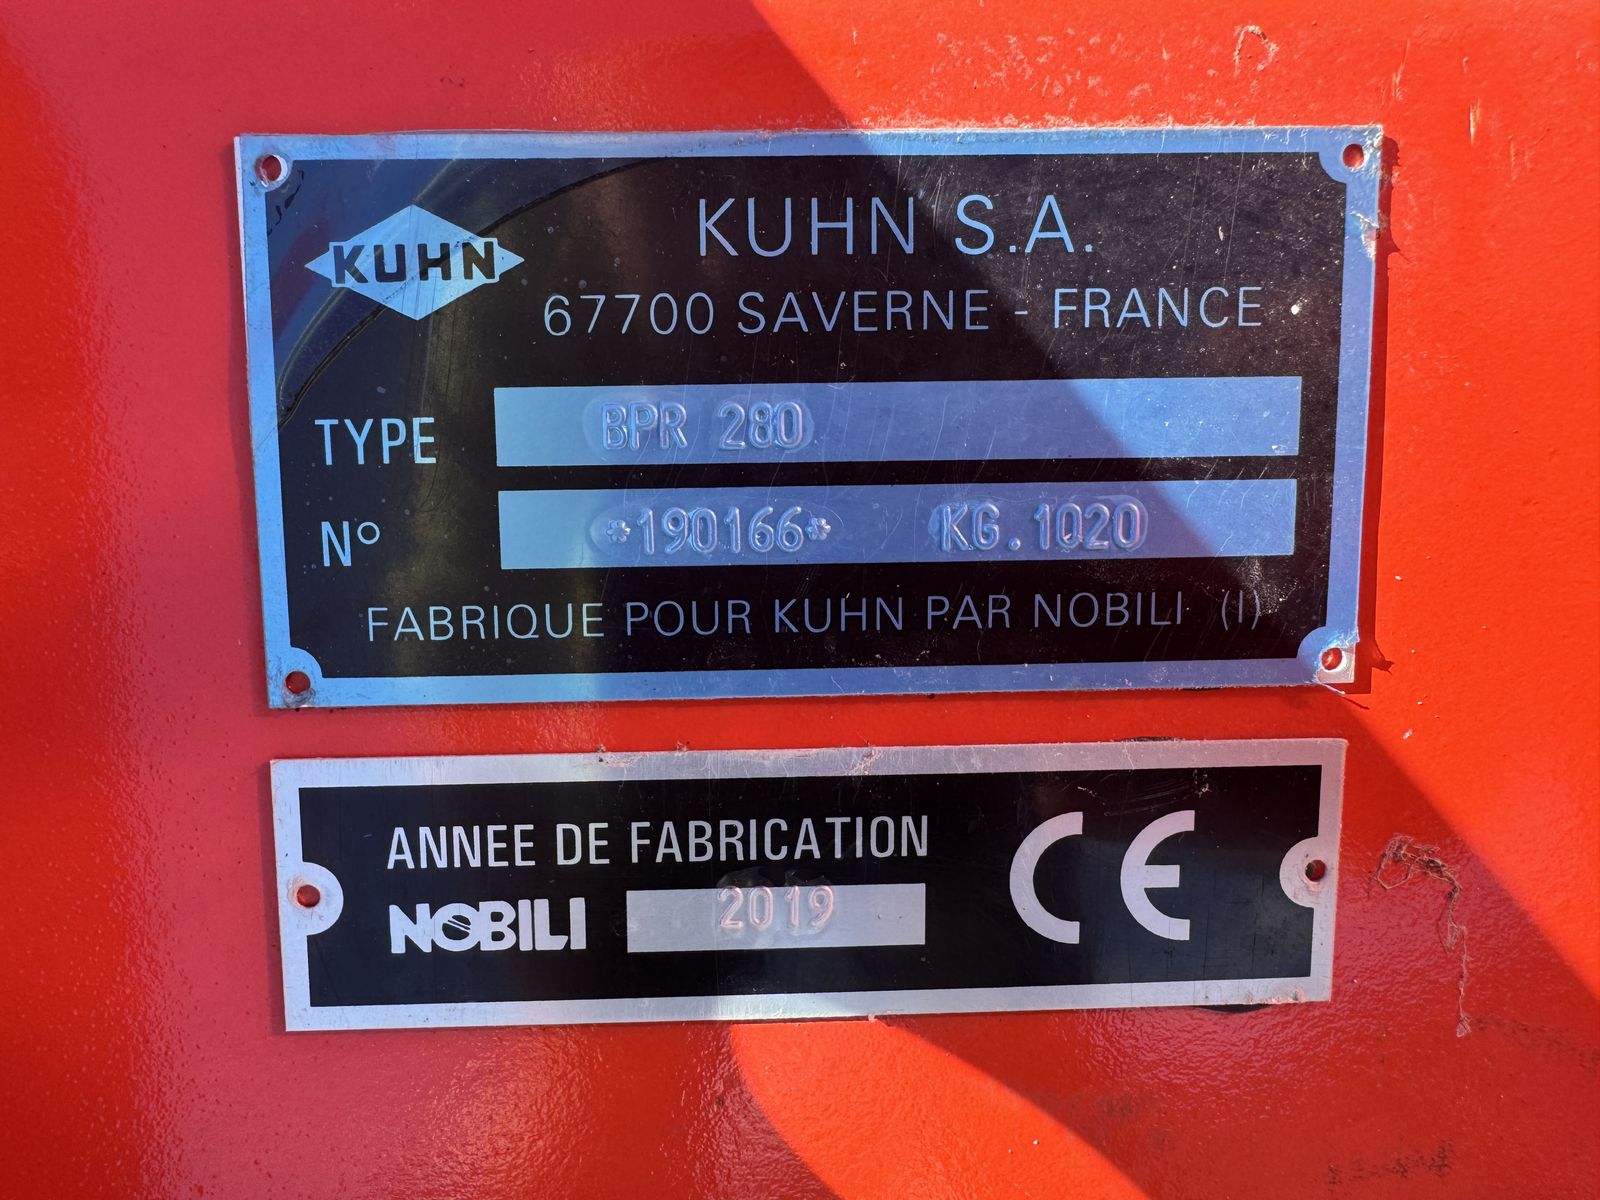 KUHN
KUHN S.A.
67700 SAVERNE - FRANCE
TYPE BPR 280
Nº *190166* KG.1020
FABRIQUE POUR KUHN PAR NOBILI (I)
ANNEE DE FABRICATION
NOBILI 2019
CE